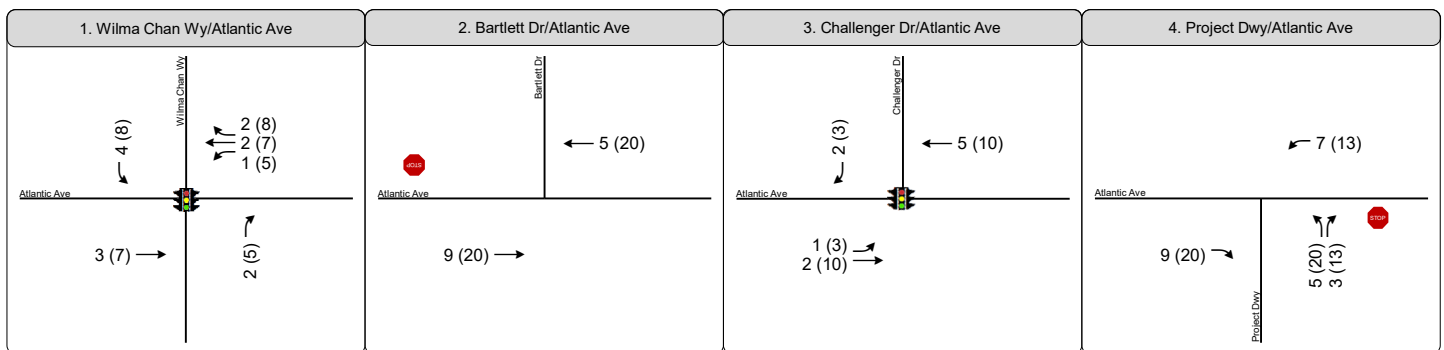 1. Wilma Chan Wy/Atlantic Ave
Wilma Chan Wy
4 (8)
2 (8)
2 (7)
1 (5)
Atlantic Ave
3 (7)
2 (5)
2. Bartlett Dr/Atlantic Ave
Bartlett Dr
5 (20)
STOP
Atlantic Ave
9 (20)
3. Challenger Dr/Atlantic Ave
Challenger Dr
2 (3)
5 (10)
Atlantic Ave
1 (3)
2 (10)
4. Project Dwy/Atlantic Ave
7 (13)
Atlantic Ave
STOP
9 (20)
5 (20)
3 (13)
Project Dwy